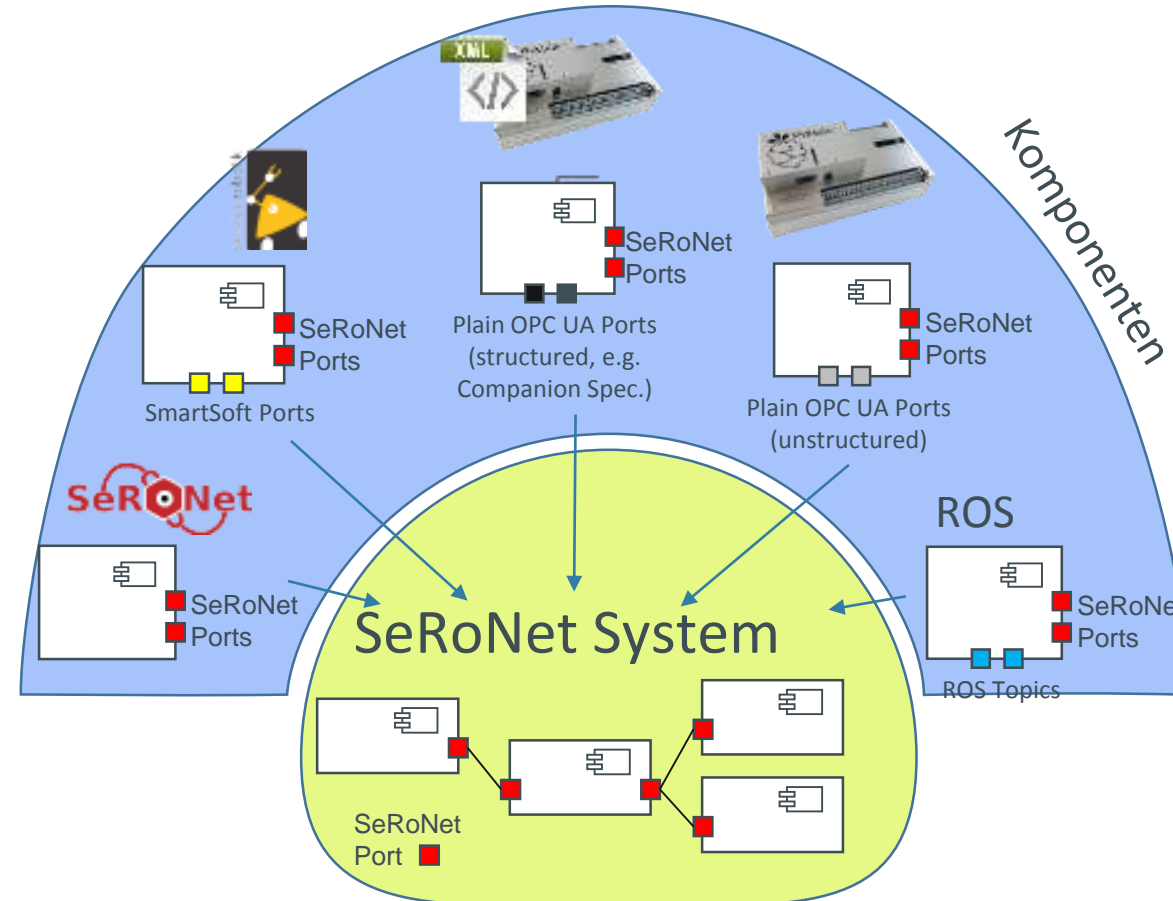 XML
</>
Komponenten
SeRoNet
Ports
Plain OPC UA Ports
(structured, e.g.
Companion Spec.)
SeRoNet
Ports
SmartSoft Ports
SeRoNet
Ports
Plain OPC UA Ports
(unstructured)
SeRoNet
SeRoNet
Ports
ROS
SeRoNe
Ports
ROS Topics
SeRoNet System
SeRoNet
Port